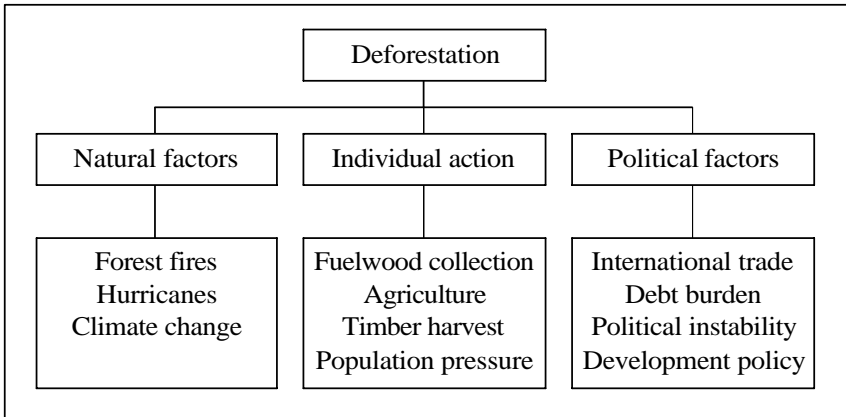 Deforestation
Natural factors
Individual action
Political factors
Forest fires
Hurricanes
Climate change
Fuelwood collection
Agriculture
Timber harvest
Population pressure
International trade
Debt burden
Political instability
Development policy